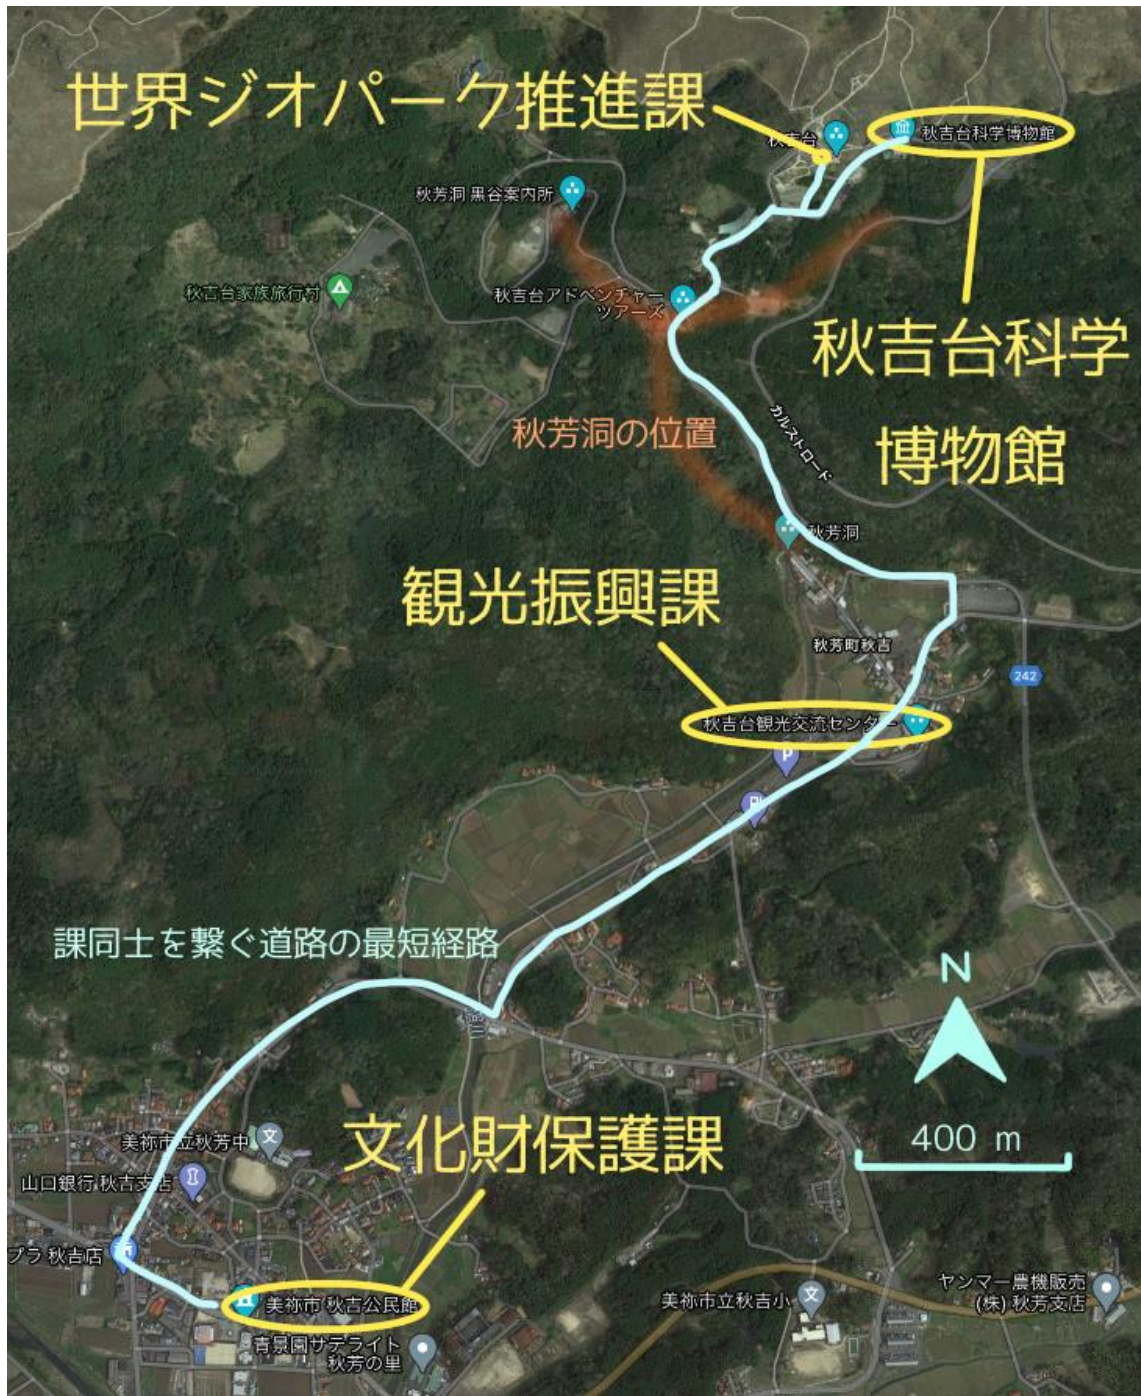 世界ジオパーク推進課
秋吉台
秋吉台科学博物館
秋芳洞 黒谷案内所
秋吉台家族旅行村
秋吉台アドベンチャー
ツアーズ
秋吉台科学
博物館
カルストロード
秋芳洞の位置
秋芳洞
観光振興課
秋芳町秋吉
242
秋吉台観光交流センター
P
課同士を繋ぐ道路の最短経路
N
400 m
文化財保護課
美祢市立秋芳中
文
山口銀行 秋吉支店
プラ 秋吉店
美祢市 秋吉公民館
美祢市立秋吉小
文
ヤンマー農機販売
(株) 秋芳支店
青景園サテライト
秋芳の里